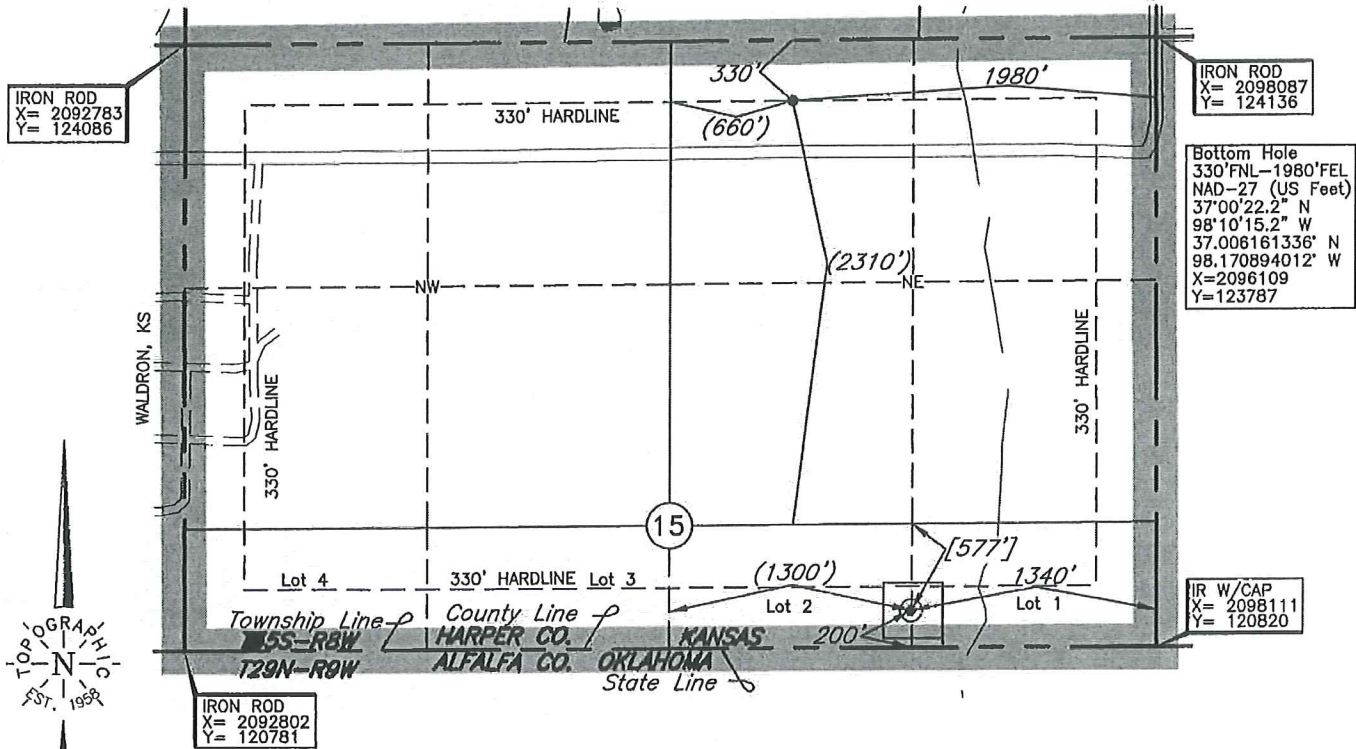 IRON ROD
X= 2092783
Y= 124086
330'
1980'
IRON ROD
X= 2098087
Y= 124136
330' HARDLINE
(660')
Bottom Hole
330'FNL-1980'FEL
NAD-27 (US Feet)
37°00'22.2" N
98°10'15.2" W
37.006161336° N
98.170894012° W
X=2096109
Y=123787
(2310')
NW
NE
WALDRON, KS
330' HARDLINE
330' HARDLINE
15
[577']
Lot 4
330' HARDLINE
Lot 3
(1300')
1340'
Lot 2
Lot 1
IR W/CAP
X= 2098111
Y= 120820
Township Line
County Line
200'
5S-R8W
HARPER CO.
KANSAS
T29N-R9W
ALFALFA CO.
OKLAHOMA
State Line
TOPOGRAPHIC
N
EST. 1958
IRON ROD
X= 2092802
Y= 120781